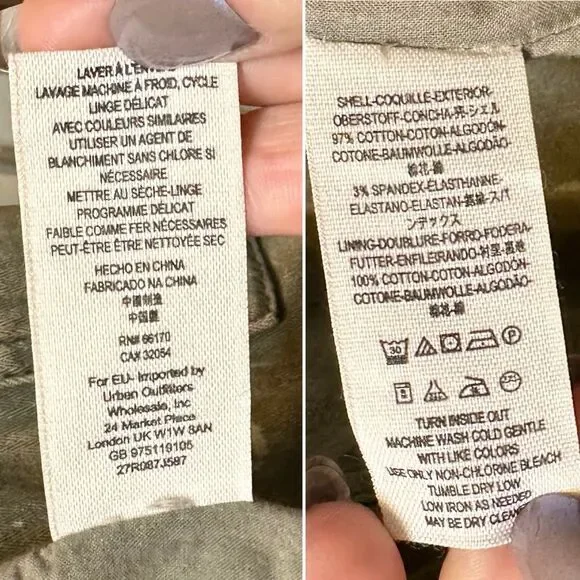 LAVER À L'ENVERS
LAVAGE MACHINE À FROID, CYCLE
LINGE DÉLICAT
AVEC COULEURS SIMILAIRES
UTILISER UN AGENT DE
BLANCHIMENT SANS CHLORE SI
NÉCESSAIRE
METTRE AU SÈCHE-LINGE
PROGRAMME DÉLICAT
FAIBLE COMME FER NÉCESSAIRES
PEUT-ÊTRE ÊTRE NETTOYÉE SEC
HECHO EN CHINA
FABRICADO NA CHINA
中国制造
中国製
RN# 66170
CA# 32054
For EU- Imported by
Urban Outfitters
Wholesale, Inc
24 Market Place
London UK W1W 8AN
GB 975119105
27R087J587
SHELL-COQUILLE-EXTERIOR-
OBERSTOFF-CONCHA-壳-シェル
97% COTTON-COTON-ALGODÓN-
COTONE-BAUMWOLLE-ALGODÃO-
棉花-綿
3% SPANDEX-ELASTHANNE-
ELASTANO-ELASTAN-氨纶-スパ
ンデックス
LINING-DOUBLURE-FORRO-FODERA-
FUTTER-ENFILEIRANDO-衬里-裏地
100% COTTON-COTON-ALGODÓN-
COTONE-BAUMWOLLE-ALGODÃO-
棉花-綿
30 P
TURN INSIDE OUT
MACHINE WASH COLD GENTLE
WITH LIKE COLORS
USE ONLY NON-CHLORINE BLEACH
TUMBLE DRY LOW
LOW IRON AS NEEDED
MAY BE DRY CLEAN